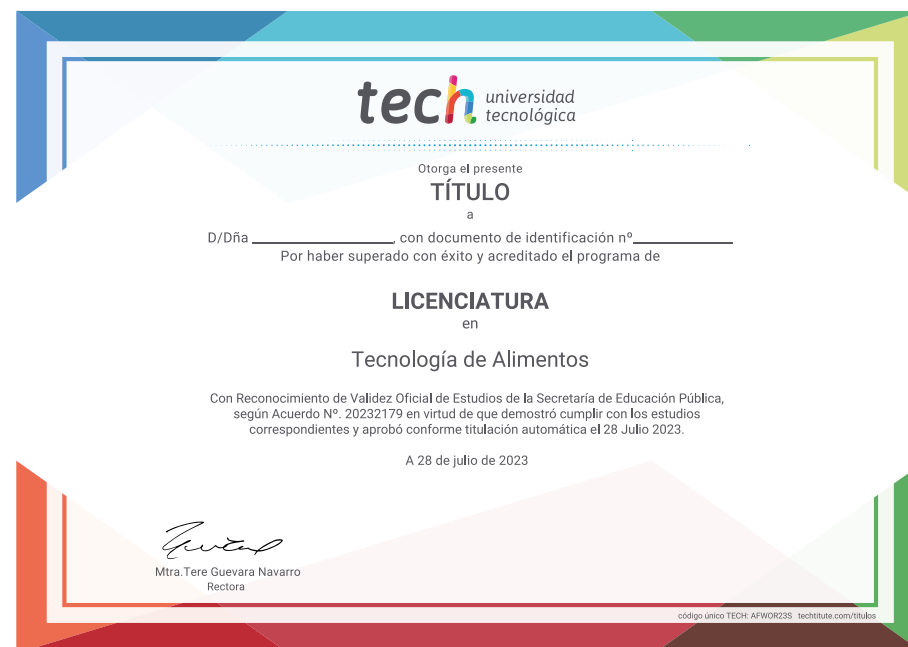 tech universidad
tecnológica
Otorga el presente
TÍTULO
a
D/Dña ____________________, con documento de identificación nº______________
Por haber superado con éxito y acreditado el programa de
LICENCIATURA
en
Tecnología de Alimentos
Con Reconocimiento de Validez Oficial de Estudios de la Secretaría de Educación Pública,
según Acuerdo Nº. 20232179 en virtud de que demostró cumplir con los estudios
correspondientes y aprobó conforme titulación automática el 28 Julio 2023.
A 28 de julio de 2023
Mtra.Tere Guevara Navarro
Rectora
código único TECH: AFWOR23S techtitute.com/titulos